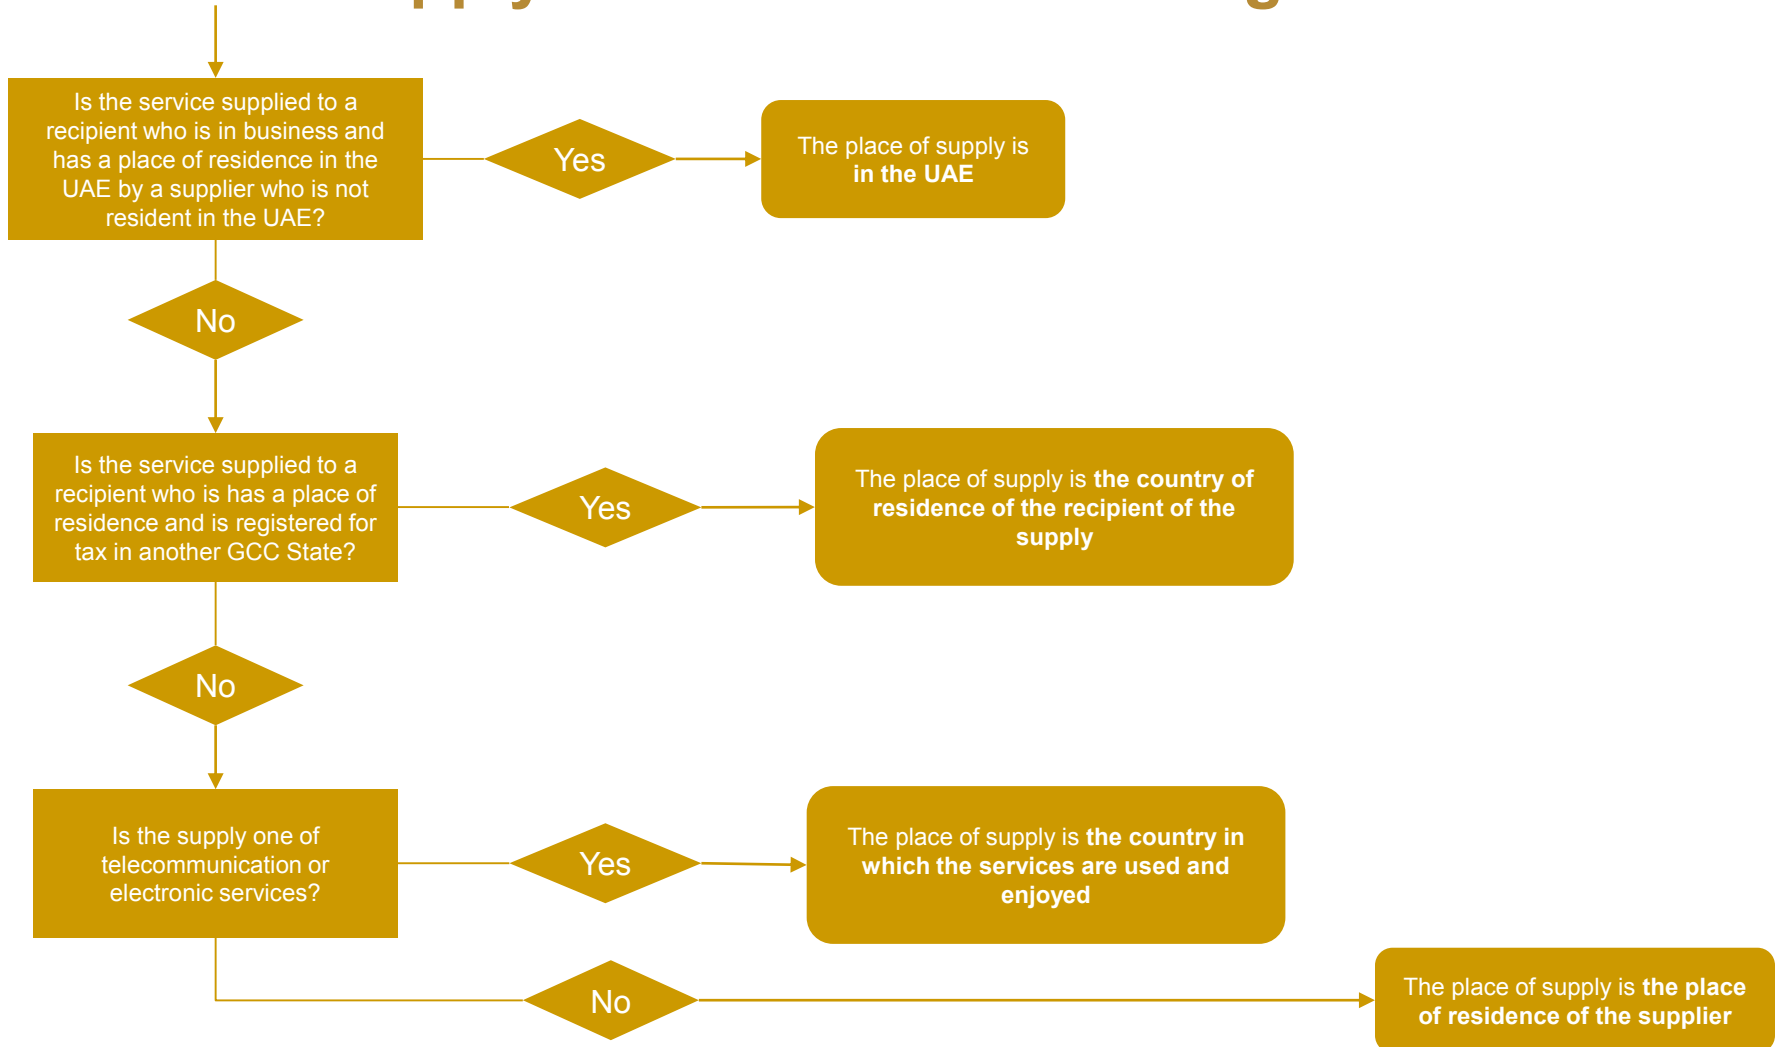 Is the service supplied to a
recipient who is in business and
has a place of residence in the
UAE by a supplier who is not
resident in the UAE?
Yes
The place of supply is
in the UAE
No
Is the service supplied to a
recipient who is has a place of
residence and is registered for
tax in another GCC State?
Yes
The place of supply is the country of
residence of the recipient of the
supply
No
Is the supply one of
telecommunication or
electronic services?
Yes
The place of supply is the country in
which the services are used and
enjoyed
No
The place of supply is the place
of residence of the supplier